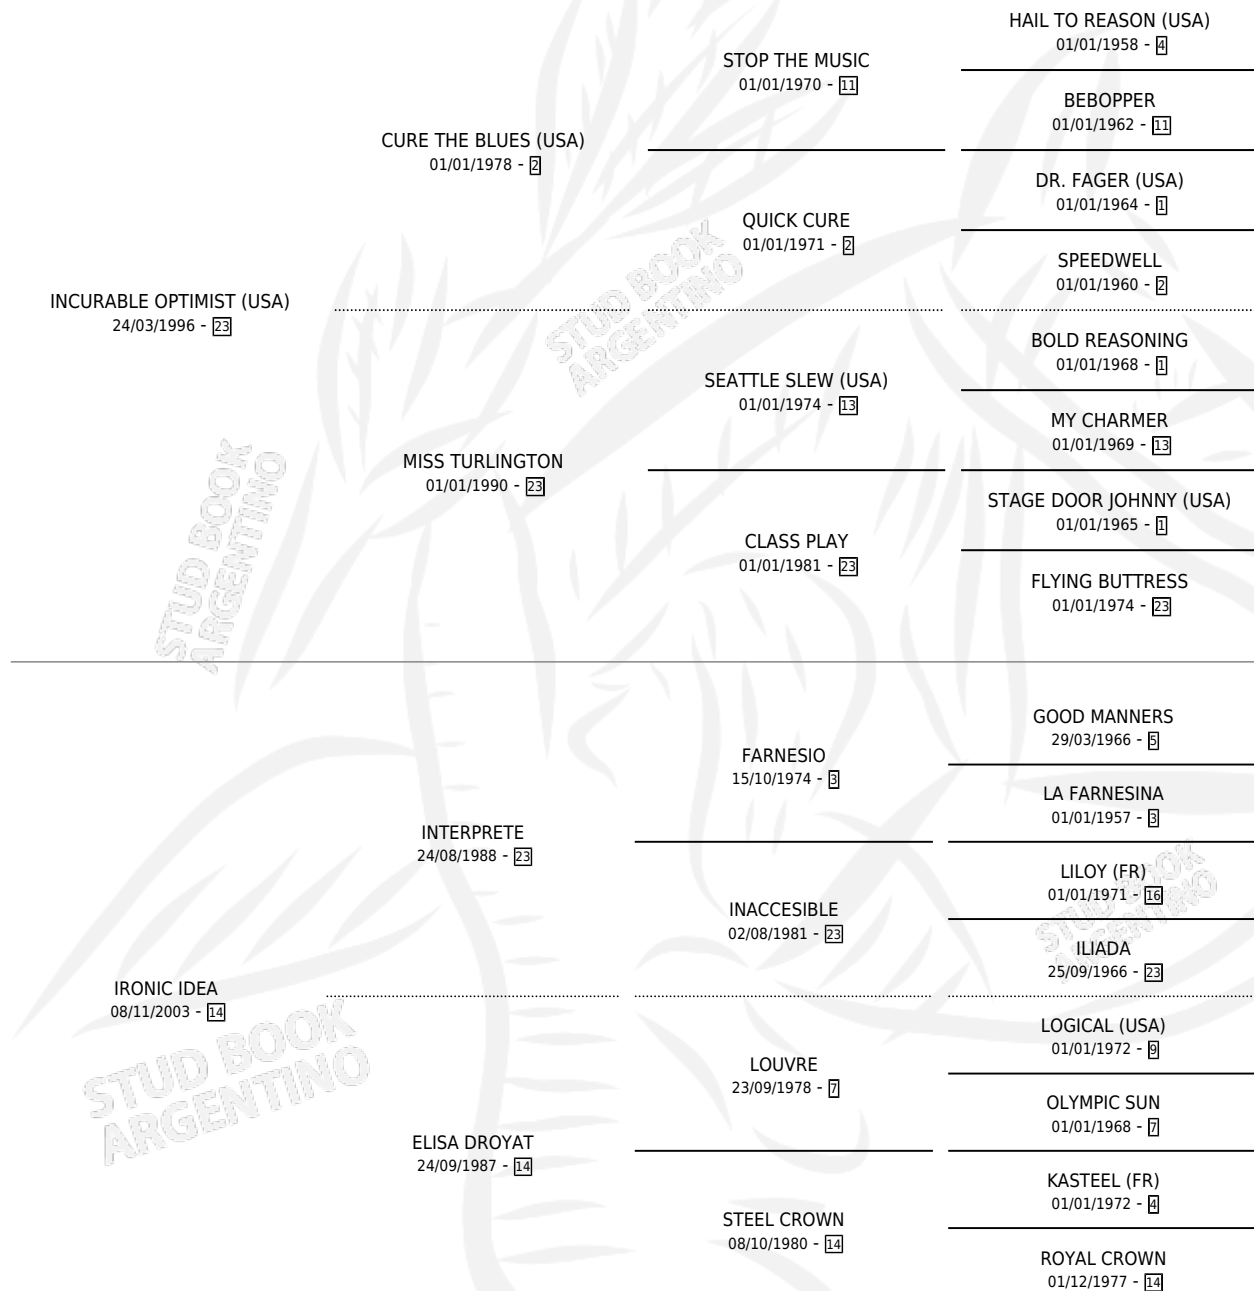 HAIL TO REASON (USA)
01/01/1958 - 4
STOP THE MUSIC
01/01/1970 - 11
BEBOPPER
01/01/1962 - 11
CURE THE BLUES (USA)
01/01/1978 - 2
DR. FAGER (USA)
01/01/1964 - 1
QUICK CURE
01/01/1971 - 2
SPEEDWELL
01/01/1960 - 2
INCURABLE OPTIMIST (USA)
24/03/1996 - 23
BOLD REASONING
01/01/1968 - 1
SEATTLE SLEW (USA)
01/01/1974 - 13
MY CHARMER
01/01/1969 - 13
MISS TURLINGTON
01/01/1990 - 23
STAGE DOOR JOHNNY (USA)
01/01/1965 - 1
CLASS PLAY
01/01/1981 - 23
FLYING BUTTRESS
01/01/1974 - 23
GOOD MANNERS
29/03/1966 - 5
FARNESIO
15/10/1974 - 3
LA FARNESINA
01/01/1957 - 3
INTERPRETE
24/08/1988 - 23
LILOY (FR)
01/01/1971 - 16
INACCESIBLE
02/08/1981 - 23
ILIADA
25/09/1966 - 23
IRONIC IDEA
08/11/2003 - 14
LOGICAL (USA)
01/01/1972 - 9
LOUVRE
23/09/1978 - 7
OLYMPIC SUN
01/01/1968 - 7
ELISA DROYAT
24/09/1987 - 14
KASTEEL (FR)
01/01/1972 - 4
STEEL CROWN
08/10/1980 - 14
ROYAL CROWN
01/12/1977 - 14
STUD BOOK
ARGENTINO
STUD BOOK
ARGENTINO
STUD BOOK
ARGENTINO
STUD BOOK
ARGENTINO